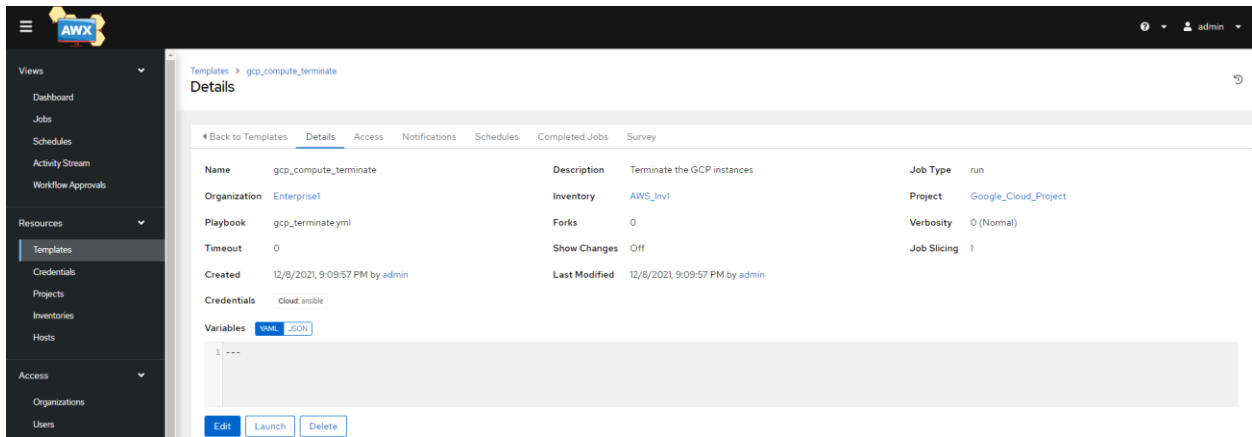 AWX
admin
Views
Dashboard
Jobs
Schedules
Activity Stream
Workflow Approvals
Resources
Templates
Credentials
Projects
Inventories
Hosts
Access
Organizations
Users
Templates > gcp_compute_terminate
Details
Back to Templates Details Access Notifications Schedules Completed Jobs Survey
Name gcp_compute_terminate Description Terminate the GCP instances Job Type run
Organization Enterprise1 Inventory AWS_Inv1 Project Google_Cloud_Project
Playbook gcp_terminate.yml Forks 0 Verbosity 0 (Normal)
Timeout 0 Show Changes Off Job Slicing 1
Created 12/8/2021, 9:09:57 PM by admin Last Modified 12/8/2021, 9:09:57 PM by admin
Credentials Cloud: ansible
Variables YAML JSON
1 ---
Edit Launch Delete